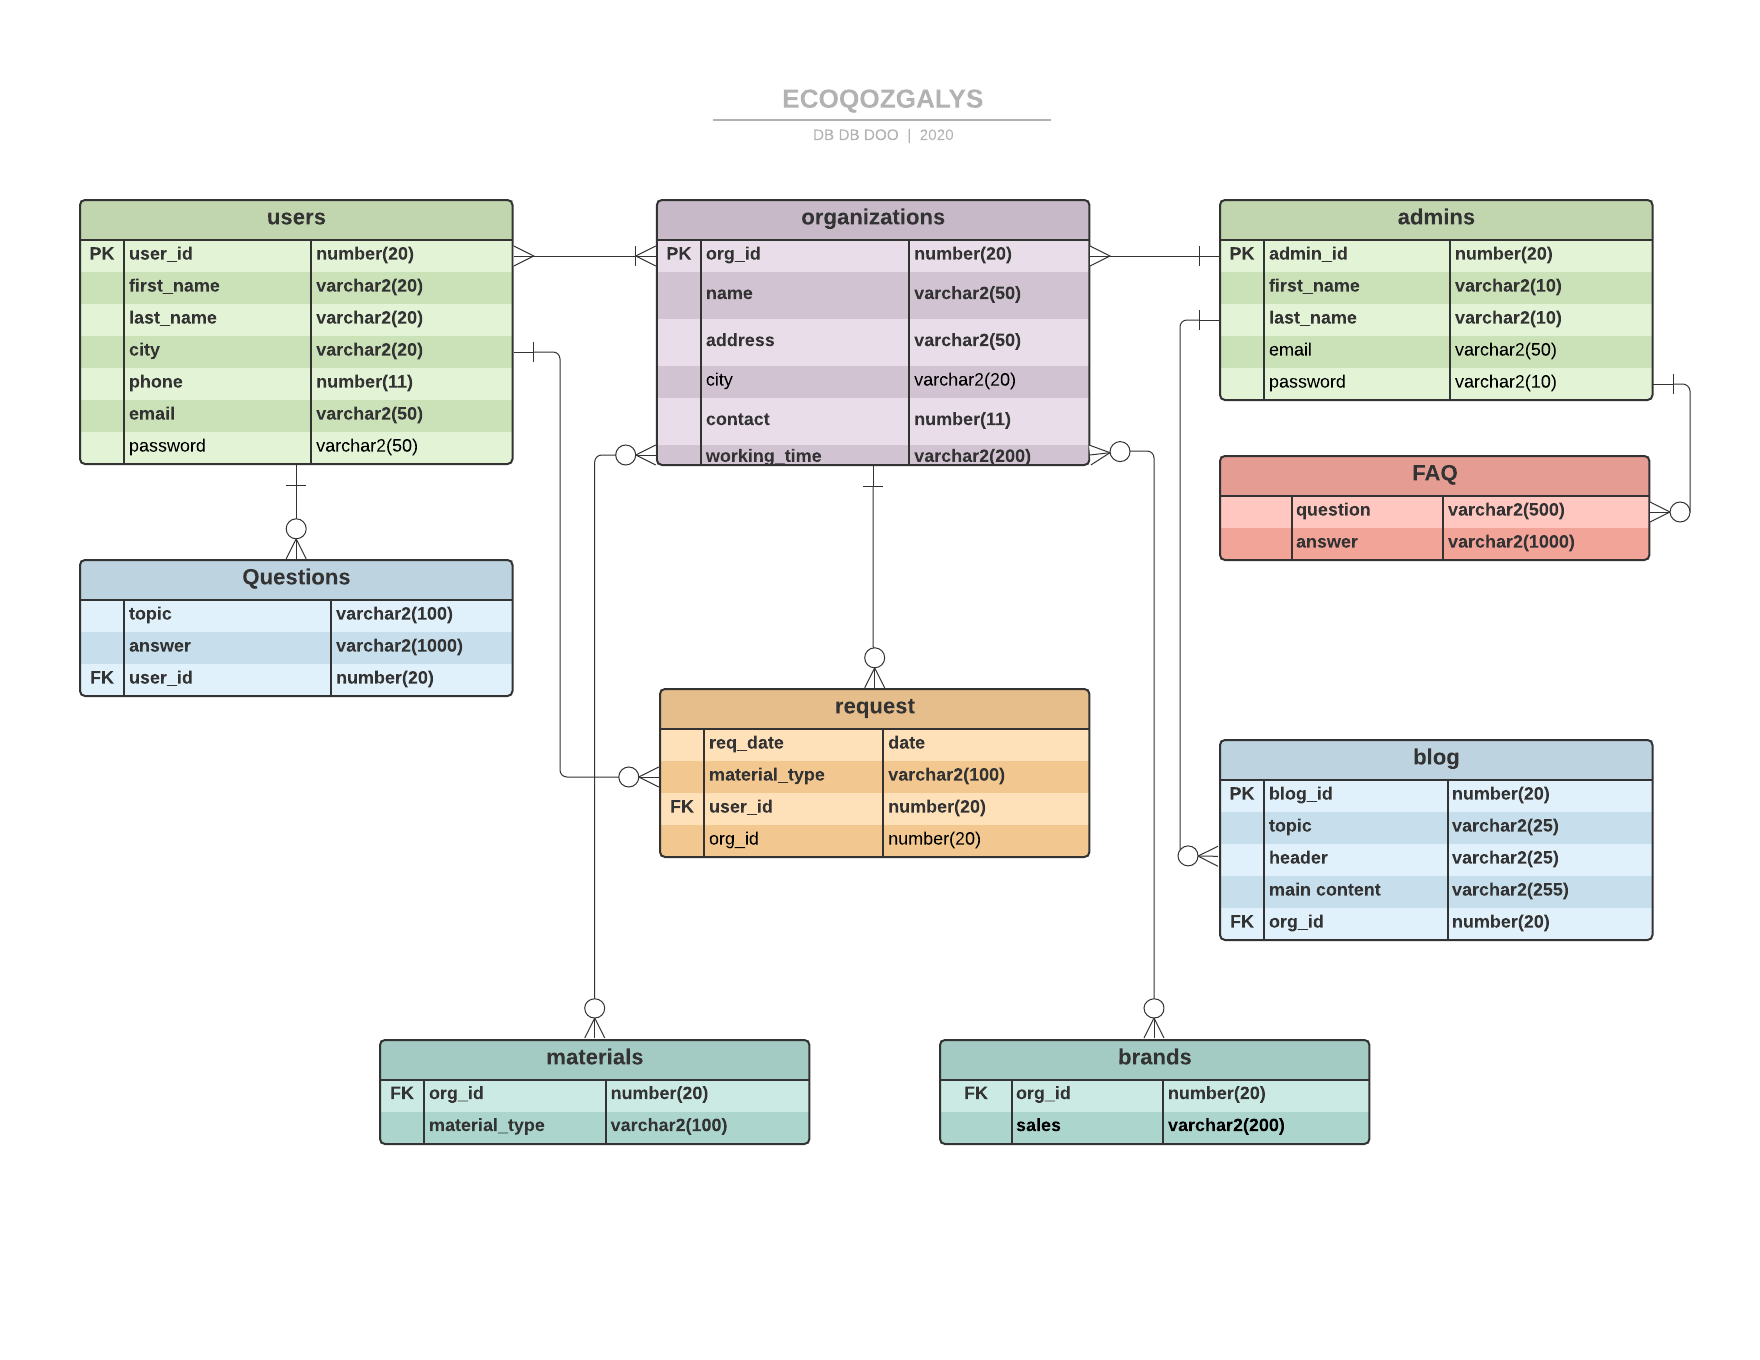 ECOQOZGALYS
DB DB DOO | 2020
users
PK user_id number(20)
first_name varchar2(20)
last_name varchar2(20)
city varchar2(20)
phone number(11)
email varchar2(50)
password varchar2(50)
organizations
PK org_id number(20)
name varchar2(50)
address varchar2(50)
city varchar2(20)
contact number(11)
working_time varchar2(200)
admins
PK admin_id number(20)
first_name varchar2(10)
last_name varchar2(10)
email varchar2(50)
password varchar2(10)
FAQ
question varchar2(500)
answer varchar2(1000)
Questions
topic varchar2(100)
answer varchar2(1000)
FK user_id number(20)
request
req_date date
material_type varchar2(100)
FK user_id number(20)
org_id number(20)
blog
PK blog_id number(20)
topic varchar2(25)
header varchar2(25)
main content varchar2(255)
FK org_id number(20)
materials
FK org_id number(20)
material_type varchar2(100)
brands
FK org_id number(20)
sales varchar2(200)